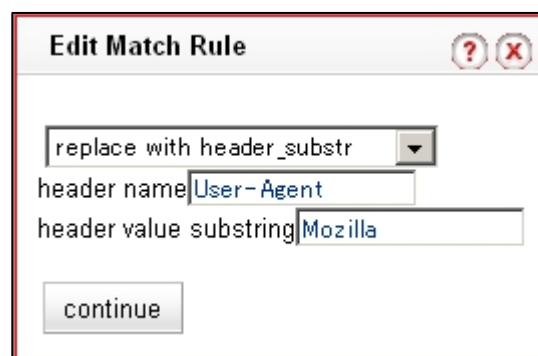 Edit Match Rule
replace with header_substr
header name User-Agent
header value substring Mozilla
continue